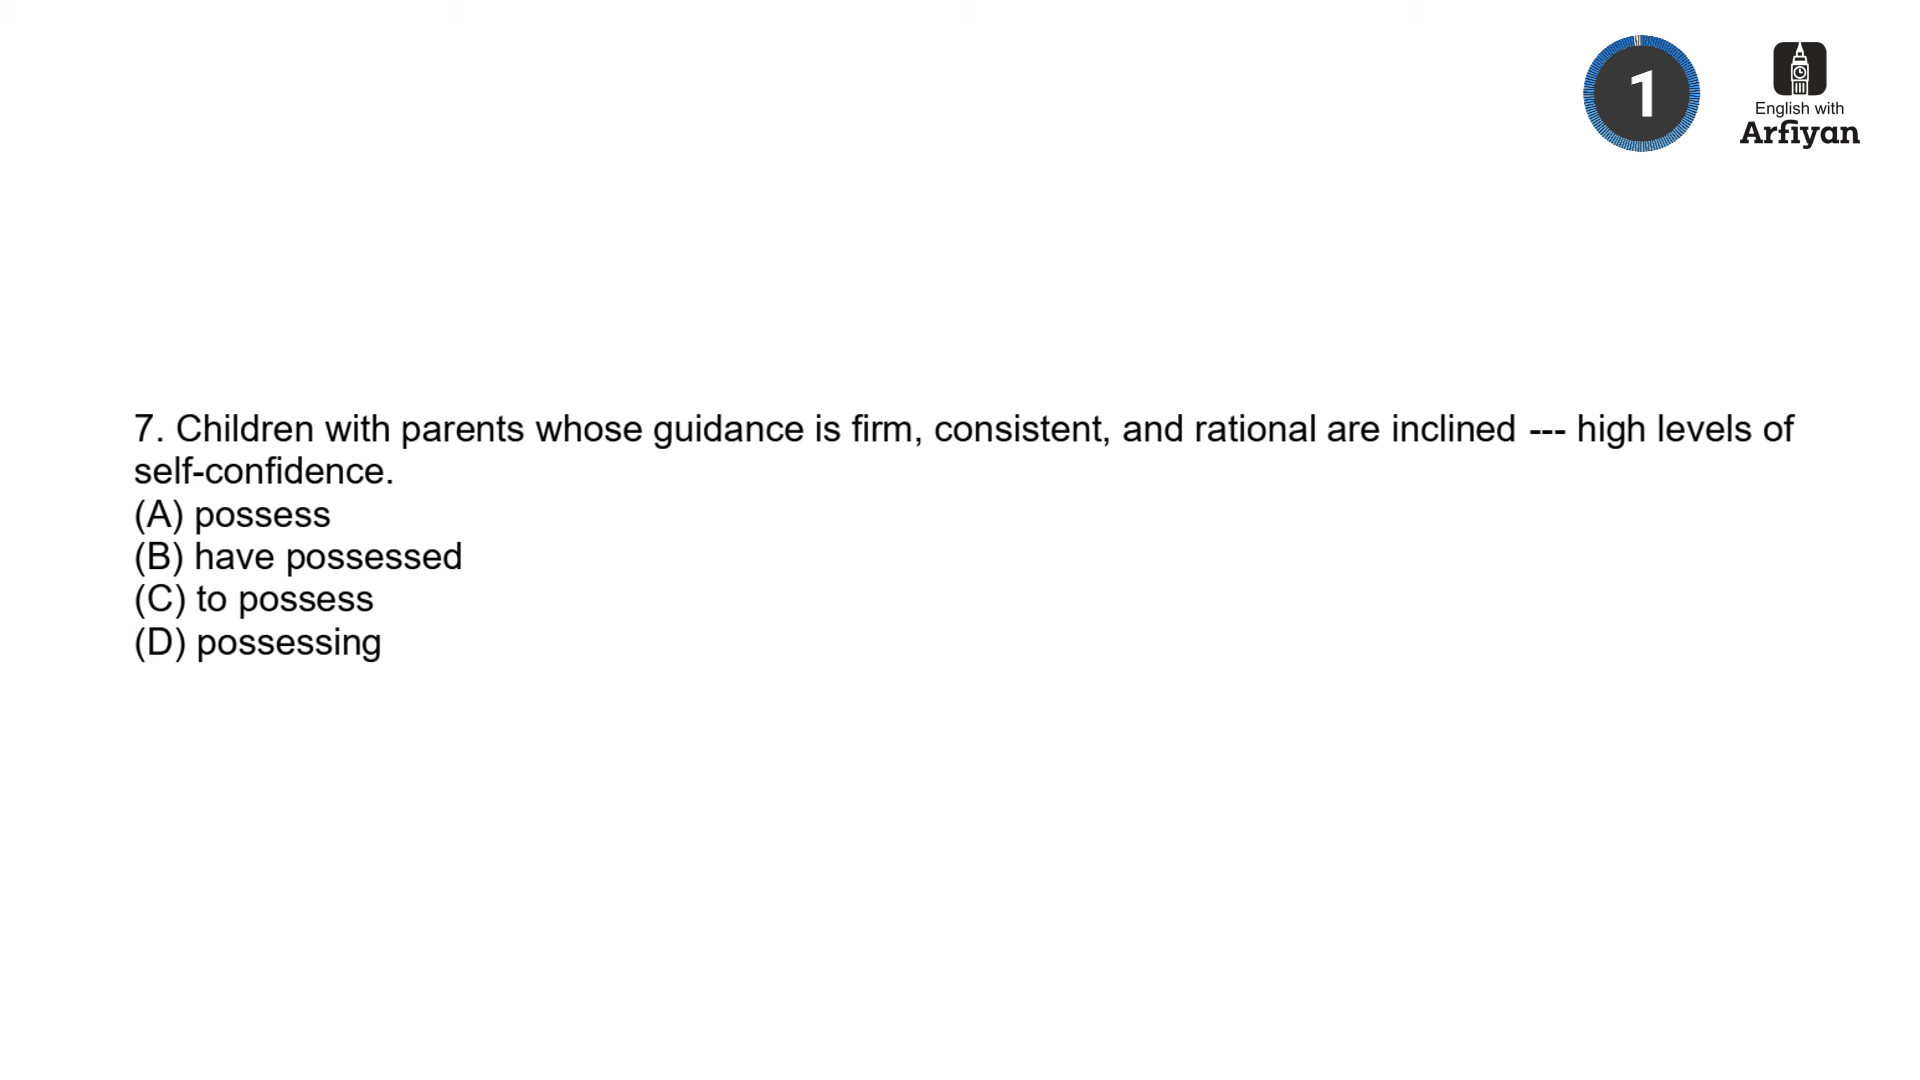 1
English with
Arfiyan
7. Children with parents whose guidance is firm, consistent, and rational are inclined --- high levels of
self-confidence.
(A) possess
(B) have possessed
(C) to possess
(D) possessing